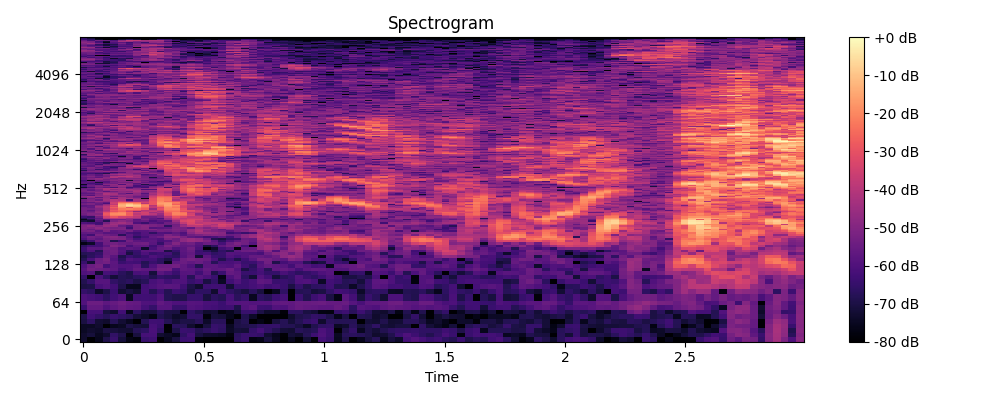 Spectrogram
+0 dB
4096
-10 dB
2048
-20 dB
1024
-30 dB
512
-40 dB
Hz
256
-50 dB
128
-60 dB
64
-70 dB
0
-80 dB
0 0.5 1 1.5 2 2.5
Time